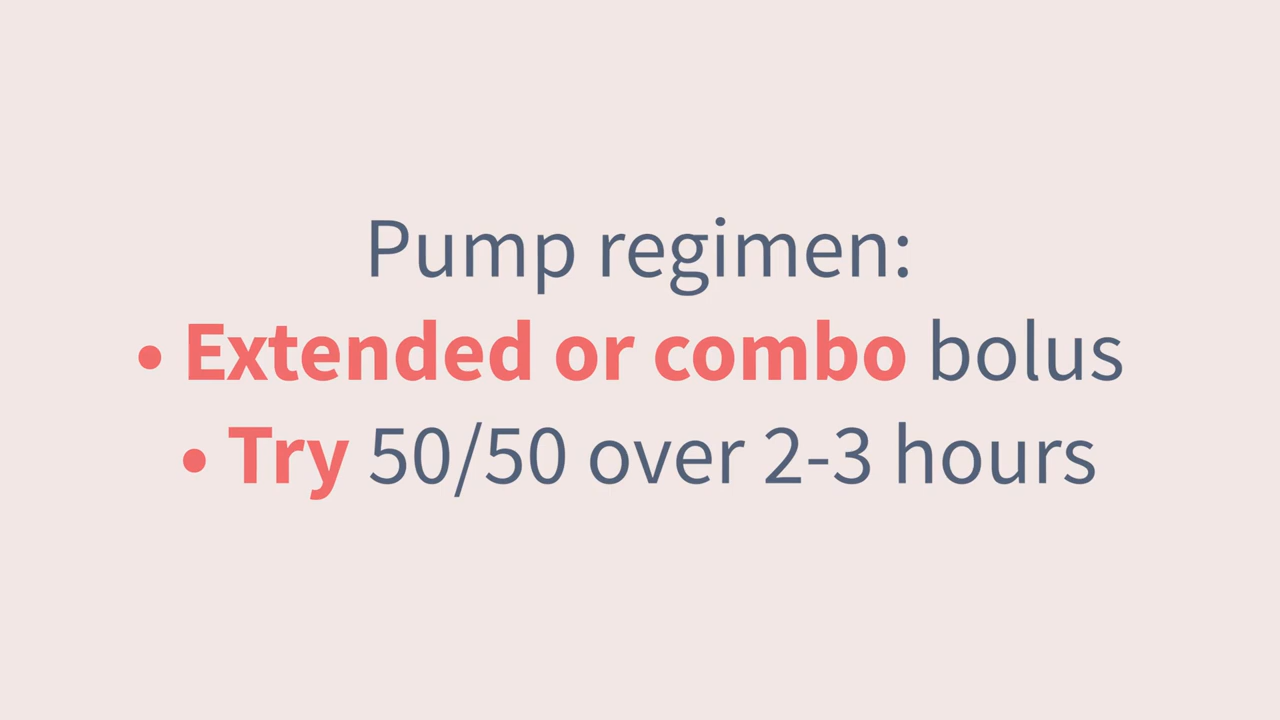 Pump regimen:
• Extended or combo bolus
• Try 50/50 over 2-3 hours